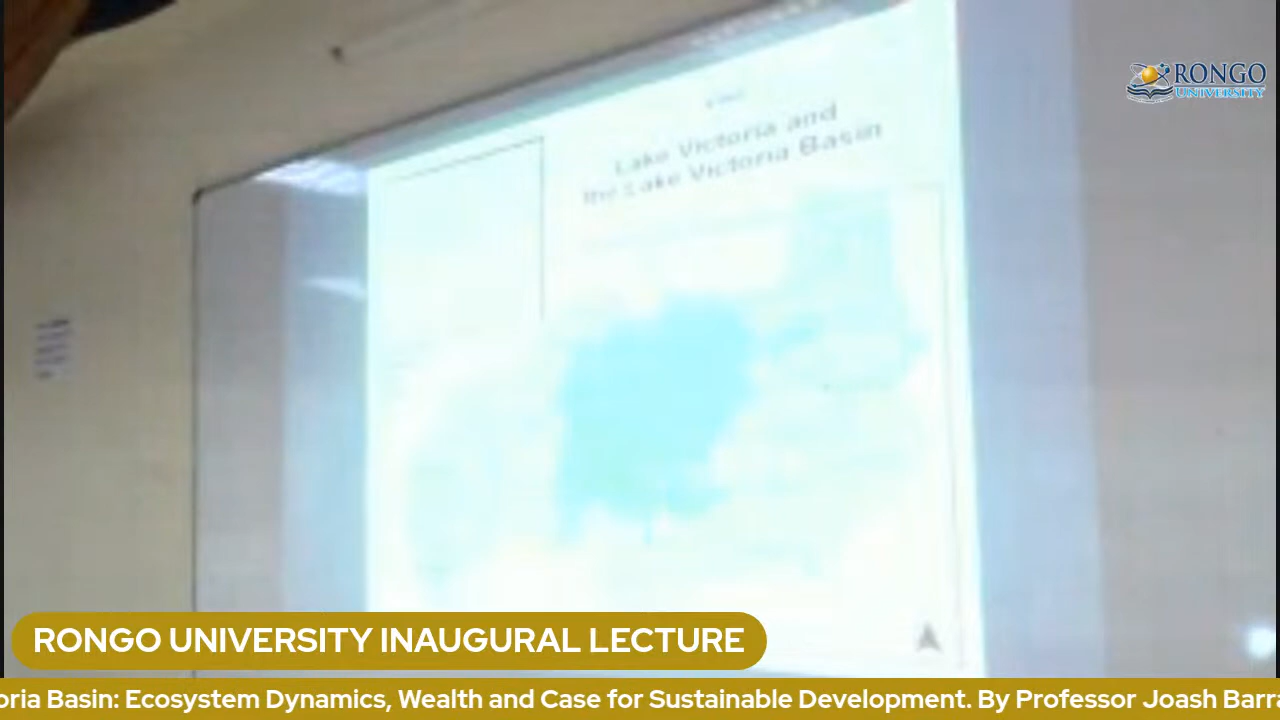 RONGO
UNIVERSITY
Lake Victoria and
the Lake Victoria Basin
RONGO UNIVERSITY INAUGURAL LECTURE
oria Basin: Ecosystem Dynamics, Wealth and Case for Sustainable Development. By Professor Joash Barra